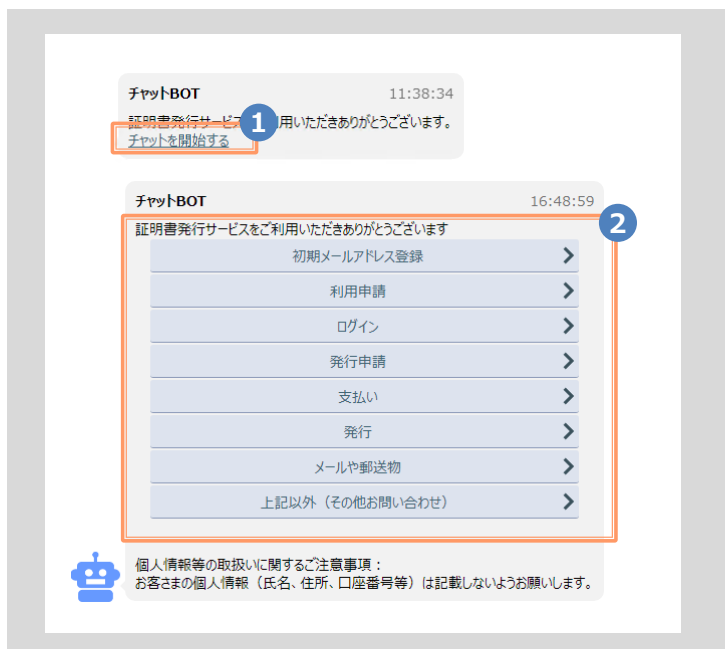 チャットBOT 11:38:34
1
証明書発行サービス 用いただきありがとうございます。
チャットを開始する
チャットBOT 16:48:59
2
証明書発行サービスをご利用いただきありがとうございます
初期メールアドレス登録
利用申請
ログイン
発行申請
支払い
発行
メールや郵送物
上記以外（その他お問い合わせ）
個人情報等の取扱いに関するご注意事項：
お客さまの個人情報（氏名、住所、口座番号等）は記載しないようお願いします。